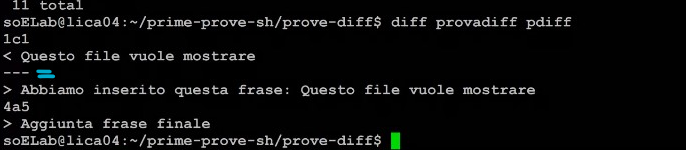 11 total
soELab@lica04:~/prime-prove-sh/prove-diff$ diff provadiff pdiff
1c1
< Questo file vuole mostrare
---
> Abbiamo inserito questa frase: Questo file vuole mostrare
4a5
> Aggiunta frase finale
soELab@lica04:~/prime-prove-sh/prove-diff$